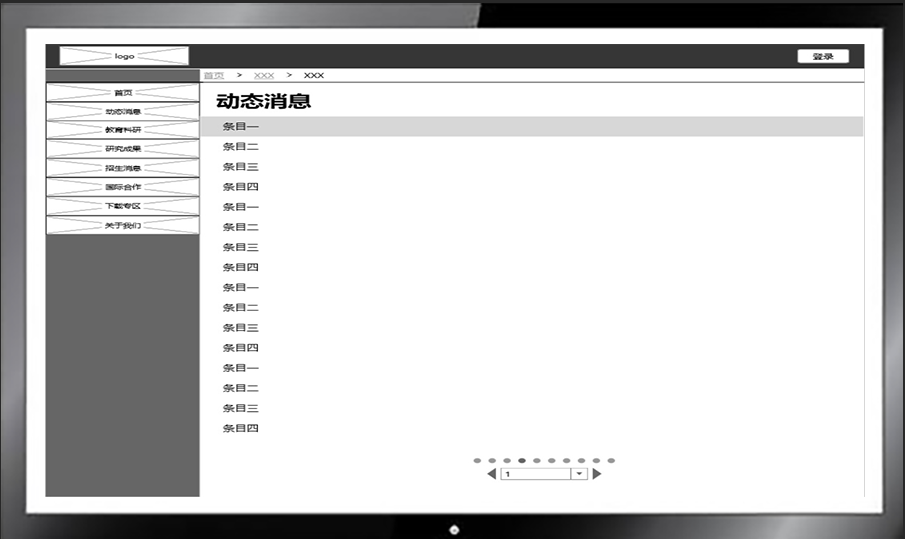 logo
登录
首页 > XXX > XXX
首页
动态消息
教育科研
研究成果
招生消息
国际合作
下载专区
关于我们
动态消息
条目一
条目二
条目三
条目四
条目一
条目二
条目三
条目四
条目一
条目二
条目三
条目四
条目一
条目二
条目三
条目四
1